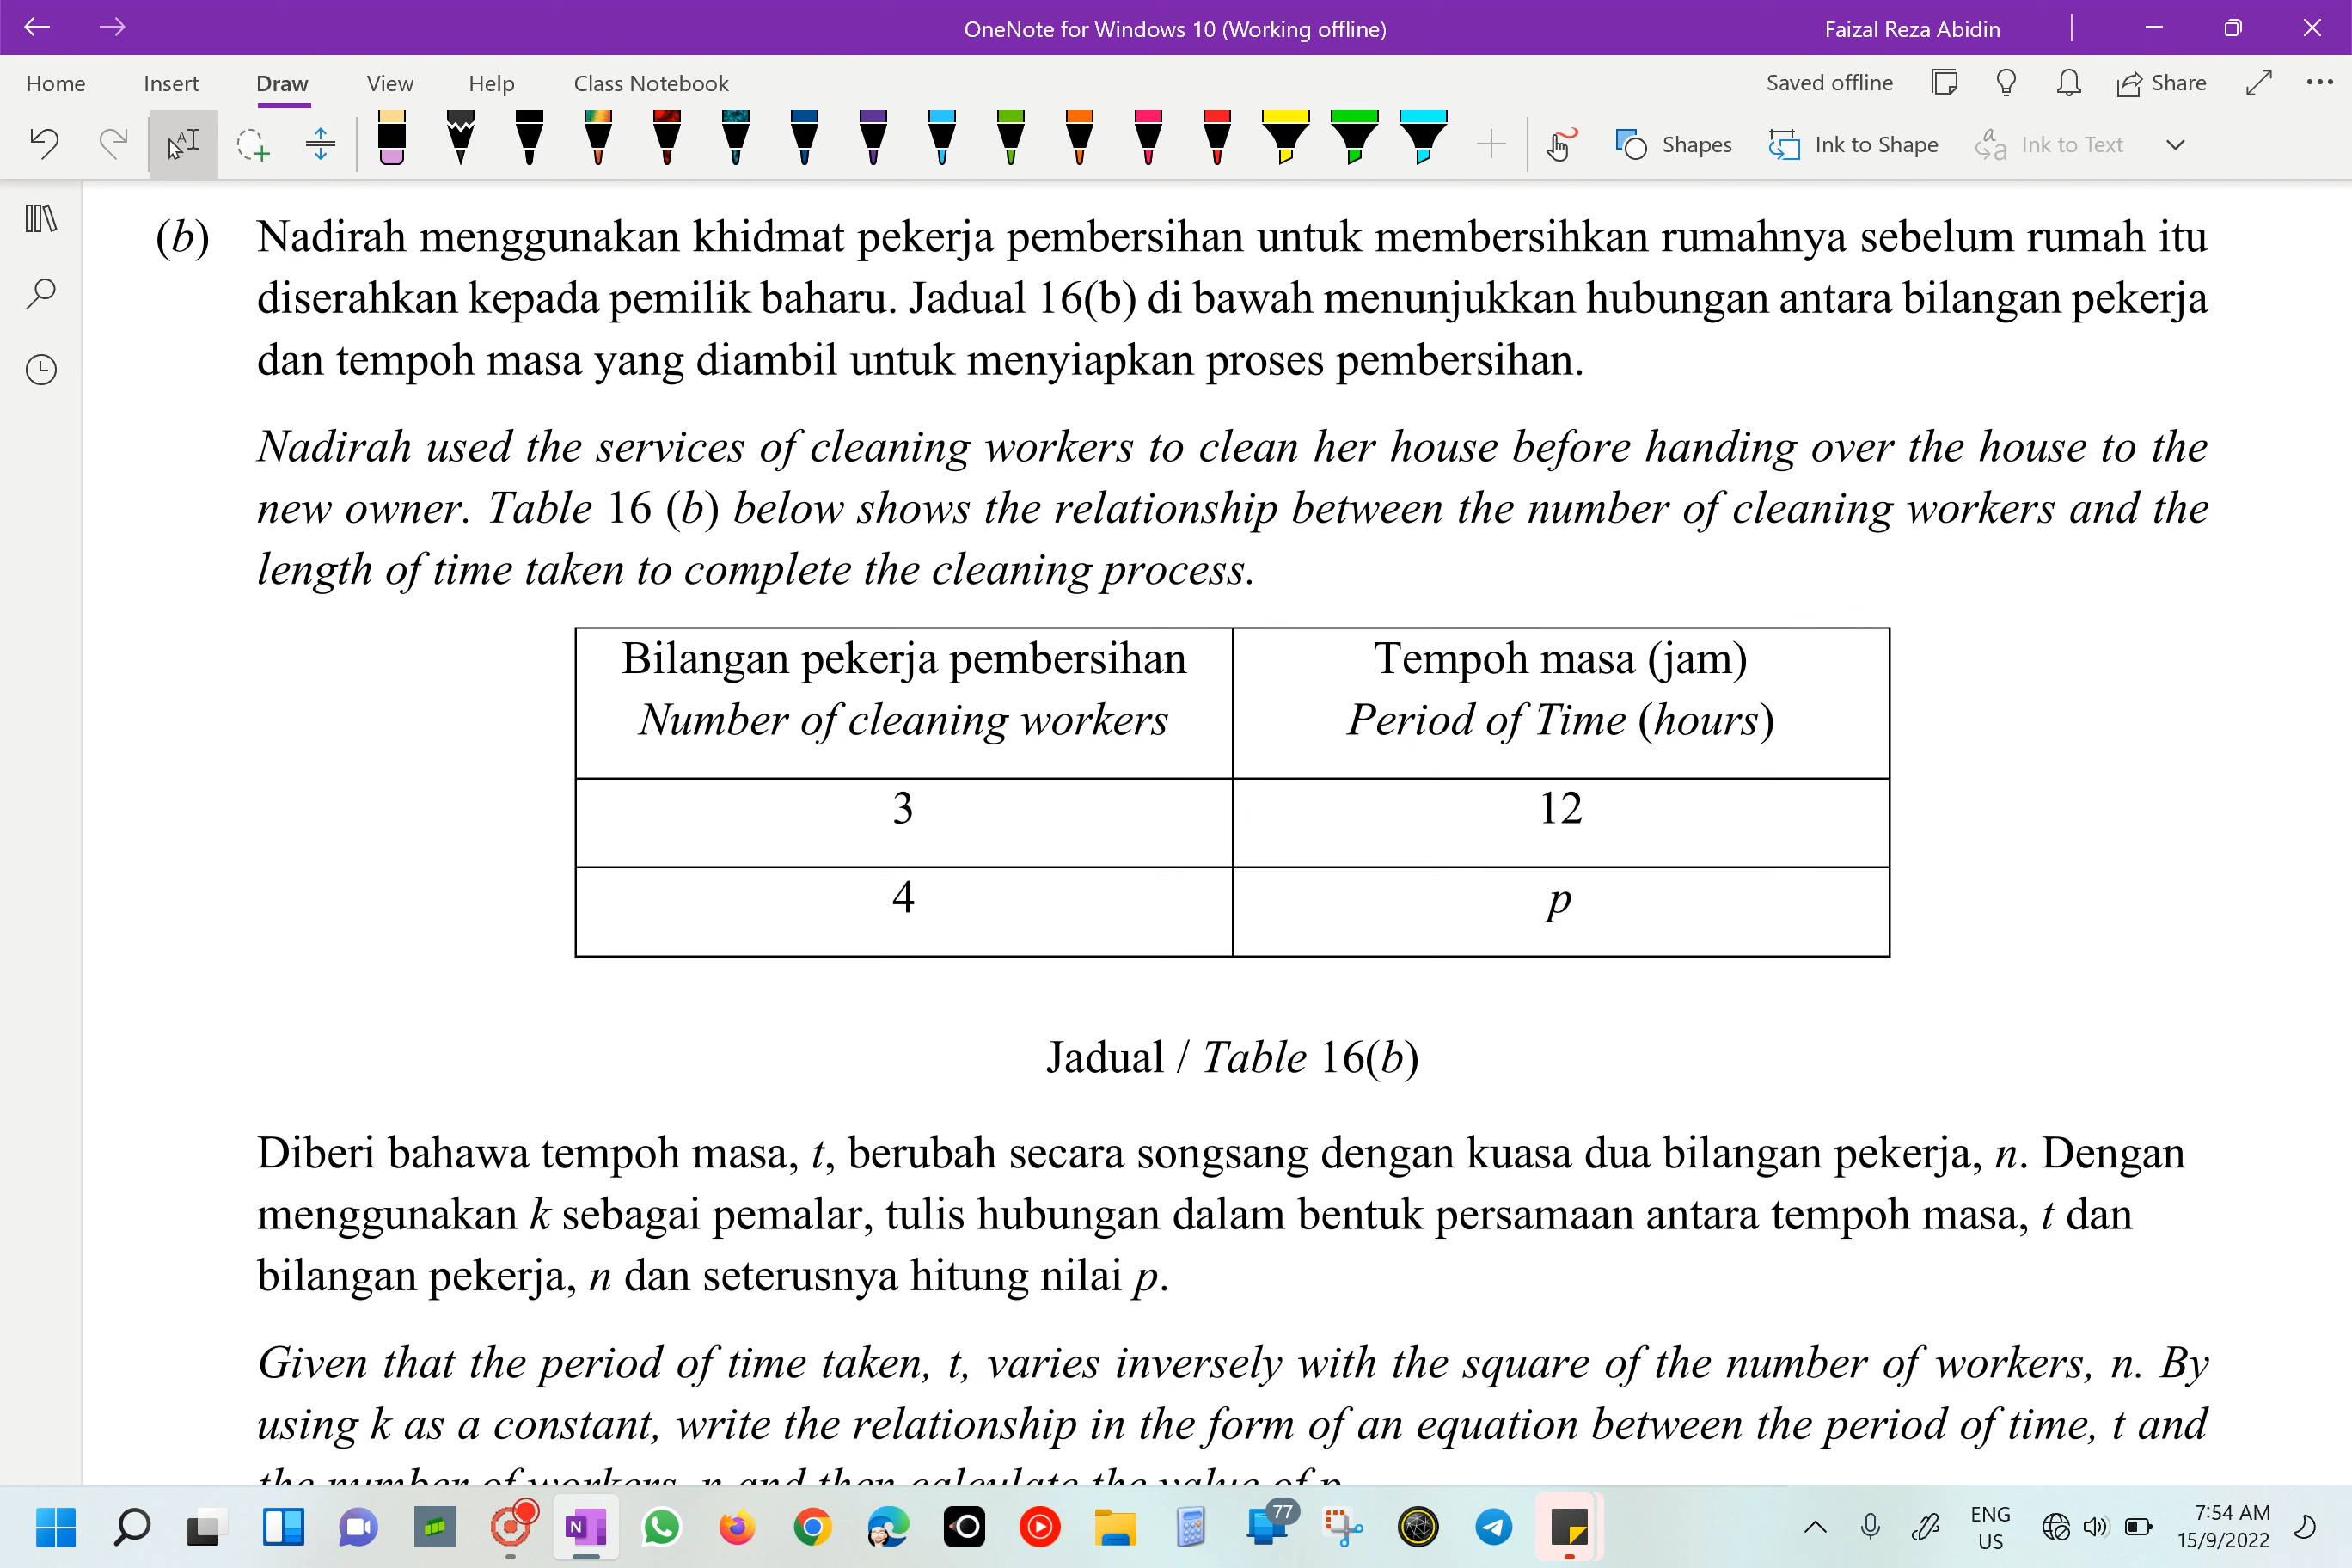 OneNote for Windows 10 (Working offline)
Faizal Reza Abidin
Home Insert Draw View Help Class Notebook
Saved offline Share
Shapes Ink to Shape Ink to Text
(b) Nadirah menggunakan khidmat pekerja pembersihan untuk membersihkan rumahnya sebelum rumah itu
diserahkan kepada pemilik baharu. Jadual 16(b) di bawah menunjukkan hubungan antara bilangan pekerja
dan tempoh masa yang diambil untuk menyiapkan proses pembersihan.
Nadirah used the services of cleaning workers to clean her house before handing over the house to the
new owner. Table 16 (b) below shows the relationship between the number of cleaning workers and the
length of time taken to complete the cleaning process.
Bilangan pekerja pembersihan Tempoh masa (jam)
Number of cleaning workers Period of Time (hours)
3 12
4 p
Jadual / Table 16(b)
Diberi bahawa tempoh masa, t, berubah secara songsang dengan kuasa dua bilangan pekerja, n. Dengan
menggunakan k sebagai pemalar, tulis hubungan dalam bentuk persamaan antara tempoh masa, t dan
bilangan pekerja, n dan seterusnya hitung nilai p.
Given that the period of time taken, t, varies inversely with the square of the number of workers, n. By
using k as a constant, write the relationship in the form of an equation between the period of time, t and
the number of workers, n and then calculate the value of p
77
ENG
US
7:54 AM
15/9/2022